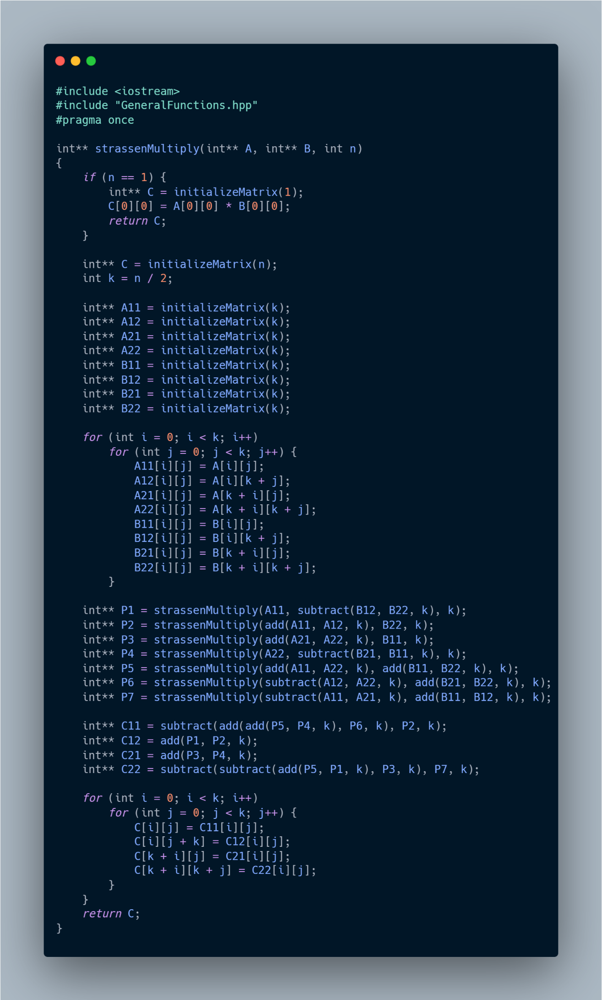 #include <iostream>
#include "GeneralFunctions.hpp"
#pragma once

int** strassenMultiply(int** A, int** B, int n)
{
    if (n == 1) {
        int** C = initializeMatrix(1);
        C[0][0] = A[0][0] * B[0][0];
        return C;
    }

    int** C = initializeMatrix(n);
    int k = n / 2;

    int** A11 = initializeMatrix(k);
    int** A12 = initializeMatrix(k);
    int** A21 = initializeMatrix(k);
    int** A22 = initializeMatrix(k);
    int** B11 = initializeMatrix(k);
    int** B12 = initializeMatrix(k);
    int** B21 = initializeMatrix(k);
    int** B22 = initializeMatrix(k);

    for (int i = 0; i < k; i++)
        for (int j = 0; j < k; j++) {
            A11[i][j] = A[i][j];
            A12[i][j] = A[i][k + j];
            A21[i][j] = A[k + i][j];
            A22[i][j] = A[k + i][k + j];
            B11[i][j] = B[i][j];
            B12[i][j] = B[i][k + j];
            B21[i][j] = B[k + i][j];
            B22[i][j] = B[k + i][k + j];
        }

    int** P1 = strassenMultiply(A11, subtract(B12, B22, k), k);
    int** P2 = strassenMultiply(add(A11, A12, k), B22, k);
    int** P3 = strassenMultiply(add(A21, A22, k), B11, k);
    int** P4 = strassenMultiply(A22, subtract(B21, B11, k), k);
    int** P5 = strassenMultiply(add(A11, A22, k), add(B11, B22, k), k);
    int** P6 = strassenMultiply(subtract(A12, A22, k), add(B21, B22, k), k);
    int** P7 = strassenMultiply(subtract(A11, A21, k), add(B11, B12, k), k);

    int** C11 = subtract(add(add(P5, P4, k), P6, k), P2, k);
    int** C12 = add(P1, P2, k);
    int** C21 = add(P3, P4, k);
    int** C22 = subtract(subtract(add(P5, P1, k), P3, k), P7, k);

    for (int i = 0; i < k; i++)
        for (int j = 0; j < k; j++) {
            C[i][j] = C11[i][j];
            C[i][j + k] = C12[i][j];
            C[k + i][j] = C21[i][j];
            C[k + i][k + j] = C22[i][j];
        }
    }
    return C;
}